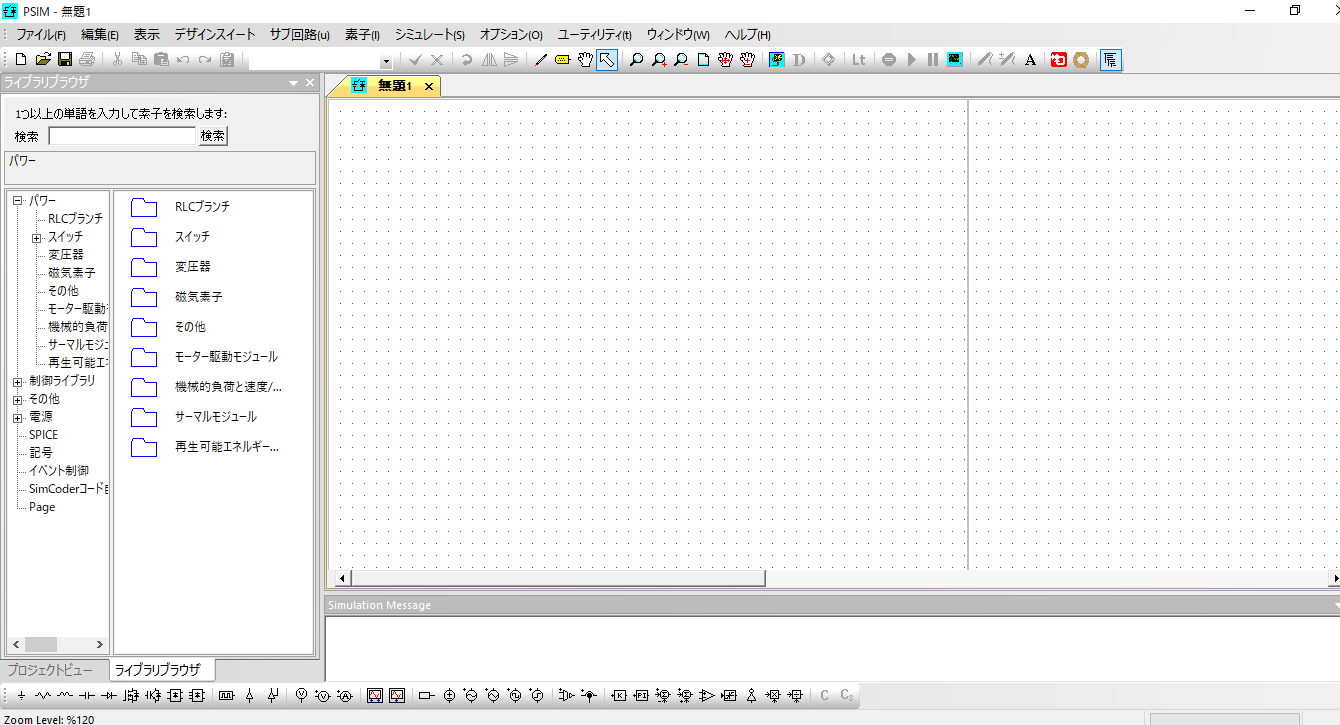 PSIM - 無題1
ファイル(F) 編集(E) 表示 デザインスイート サブ回路(u) 素子(I) シミュレート(S) オプション(O) ユーティリティ(t) ウィンドウ(W) ヘルプ(H)
D Lt A
ライブラリブラウザ
無題1
1つ以上の単語を入力して素子を検索します:
検索 検索
パワー
パワー
RLCブランチ
スイッチ
変圧器
磁気素子
その他
モーター駆動
機械的負荷
サーマルモジュ
再生可能エ
制御ライブラリ
その他
電源
SPICE
記号
イベント制御
SimCoderコード
Page
RLCブランチ
スイッチ
変圧器
磁気素子
その他
モーター駆動モジュール
機械的負荷と速度/...
サーマルモジュール
再生可能エネルギー...
Simulation Message
プロジェクトビュー ライブラリブラウザ
K PI C Cs
Zoom Level: %120